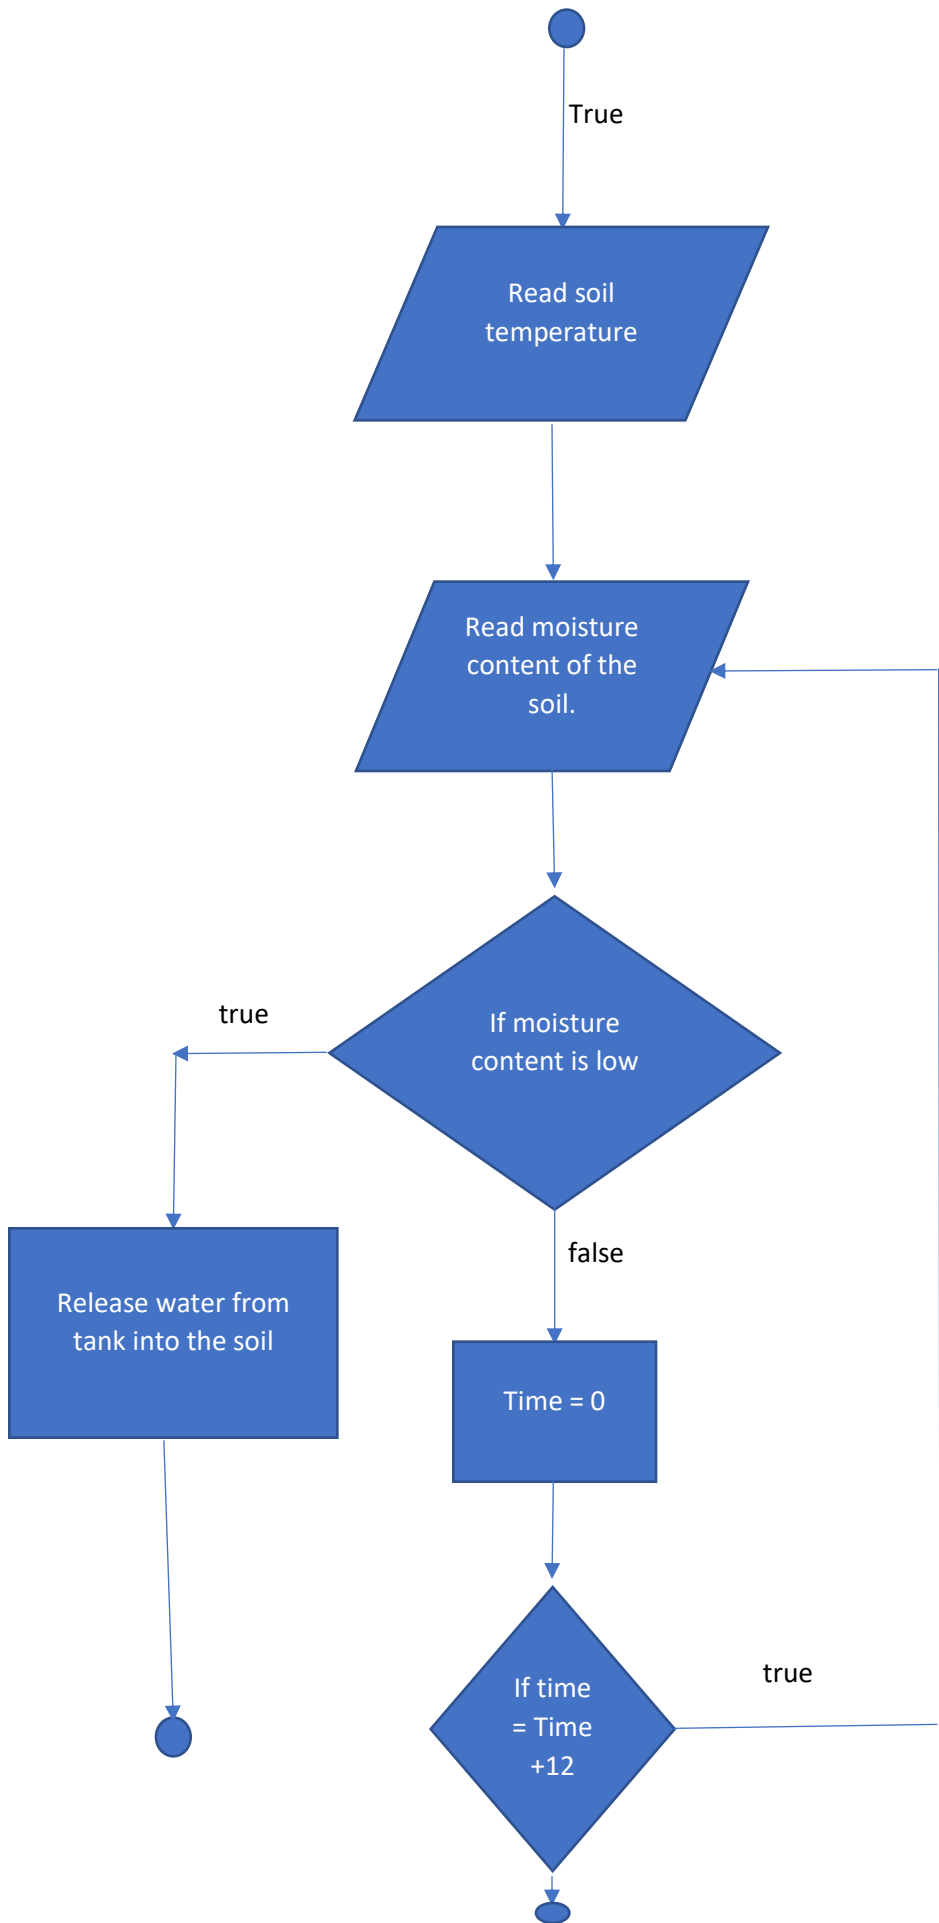 True
Read soil
temperature
Read moisture
content of the
soil.
If moisture
content is low
true
false
Release water from
tank into the soil
Time = 0
If time
= Time
+12
true